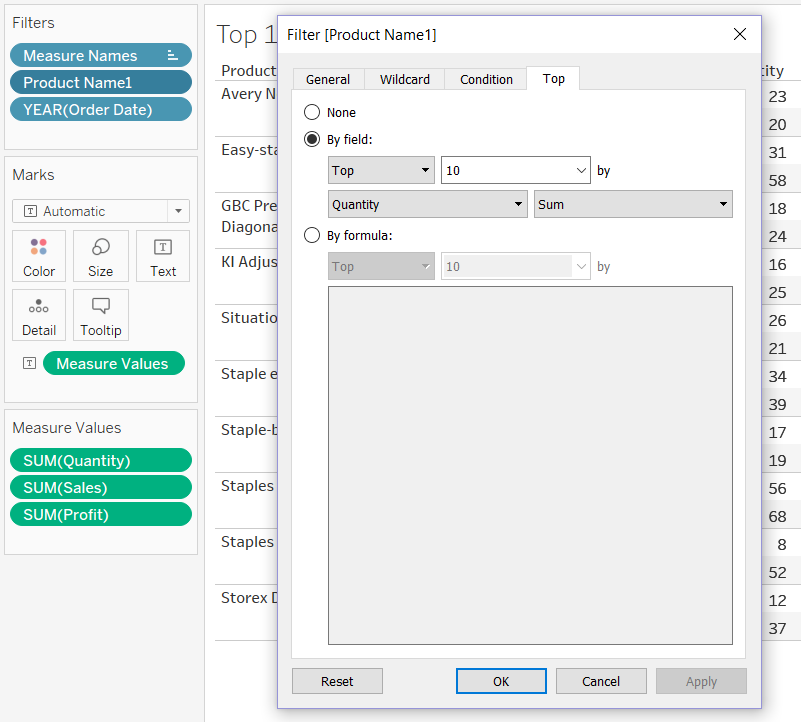 Filters
Measure Names
Product Name1
YEAR(Order Date)
Marks
Automatic
Color
Size
Text
Detail
Tooltip
Measure Values
Measure Values
SUM(Quantity)
SUM(Sales)
SUM(Profit)
Top 1
Product
Avery N
Easy-sta
GBC Pre
Diagona
KI Adjus
Situatio
Staple e
Staple-b
Staples
Staples
Storex D
Filter [Product Name1]
General Wildcard Condition Top
None
By field:
Top 10 by
Quantity Sum
By formula:
Top 10 by
Reset OK Cancel Apply
tity
23
20
31
58
18
24
16
25
26
21
34
39
17
19
56
68
8
52
12
37